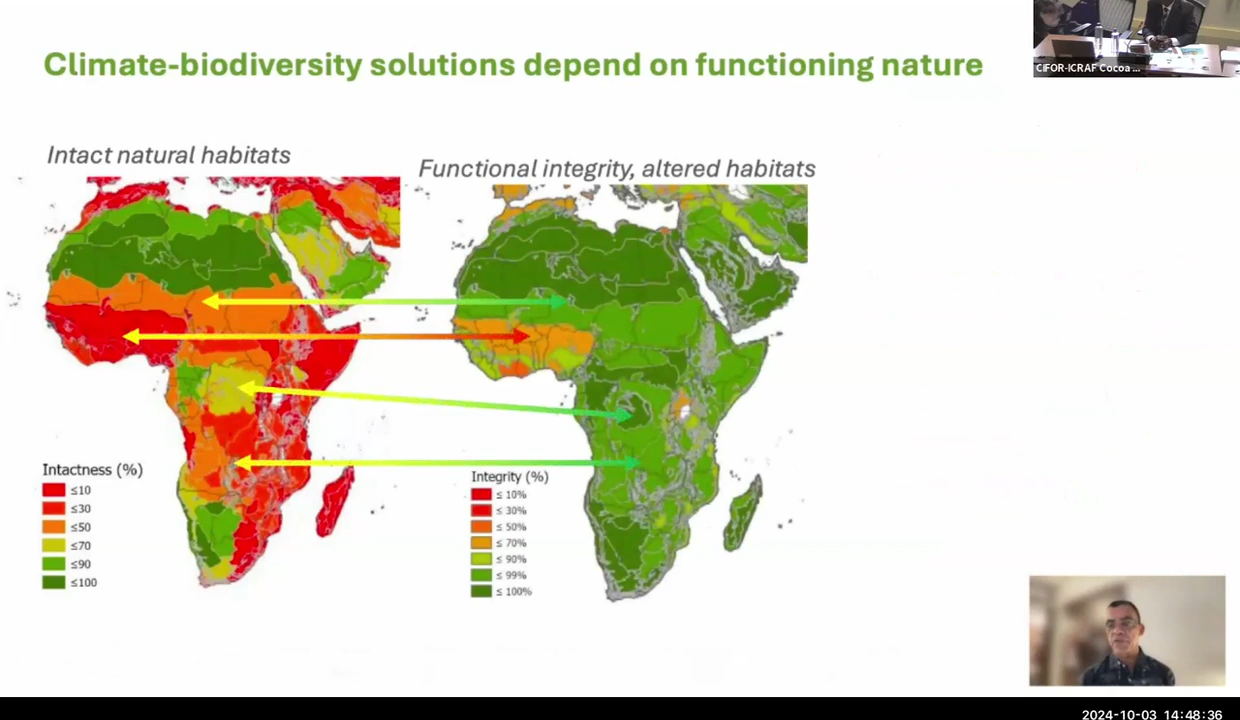 Climate-biodiversity solutions depend on functioning nature
CIFOR-ICRAF Cocoa ...
Intact natural habitats
Functional integrity, altered habitats
Intactness (%)
≤10
≤30
≤50
≤70
≤90
≤100
Integrity (%)
≤ 10%
≤ 30%
≤ 50%
≤ 70%
≤ 90%
≤ 99%
≤ 100%
2024-10-03 14:48:36